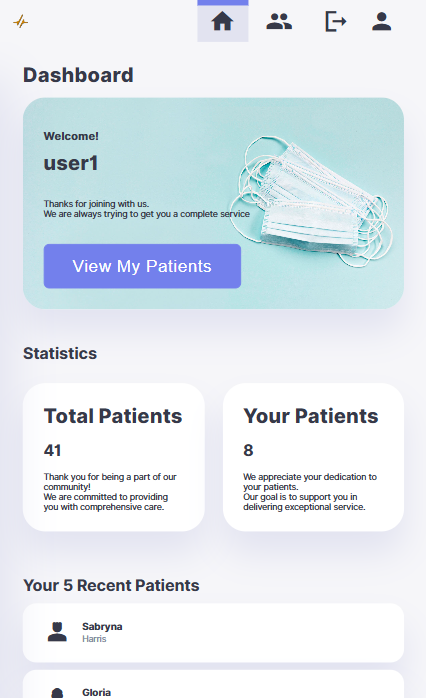 Dashboard
Welcome!
user1
Thanks for joining with us.
We are always trying to get you a complete service
View My Patients
Statistics
Total Patients
41
Thank you for being a part of our
community!
We are committed to providing
you with comprehensive care.
Your Patients
8
We appreciate your dedication to
your patients.
Our goal is to support you in
delivering exceptional service.
Your 5 Recent Patients
Sabryna
Harris
Gloria